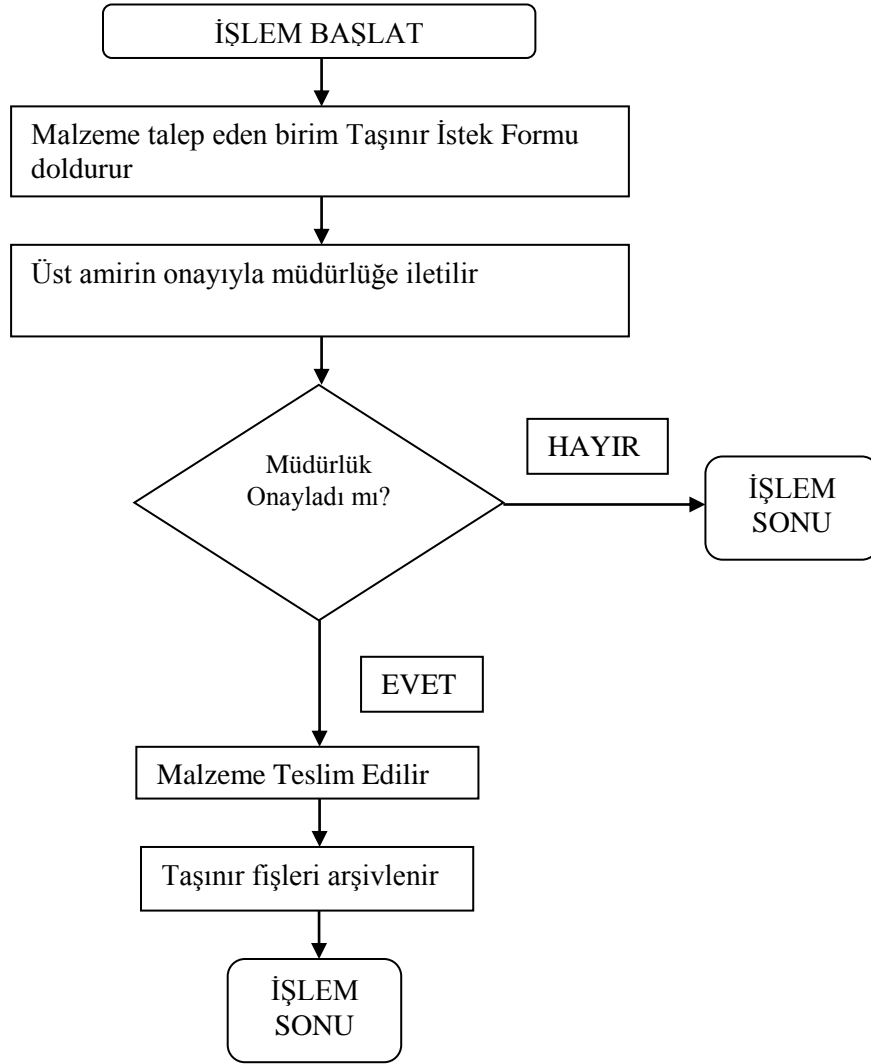 İŞLEM BAŞLAT
Malzeme talep eden birim Taşınır İstek Formu
doldurur
Üst amirin onayıyla müdürlüğe iletilir
Müdürlük
Onayladı mı?
HAYIR
İŞLEM
SONU
EVET
Malzeme Teslim Edilir
Taşınır fişleri arşivlenir
İŞLEM
SONU